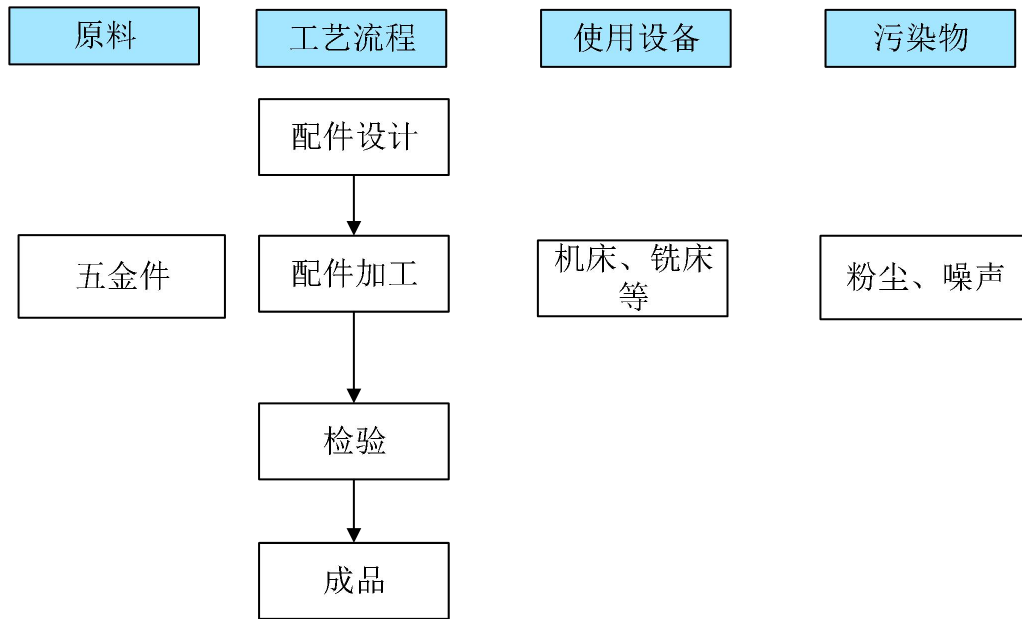 原料
工艺流程
使用设备
污染物
配件设计
五金件
配件加工
机床、铣床
等
粉尘、噪声
检验
成品